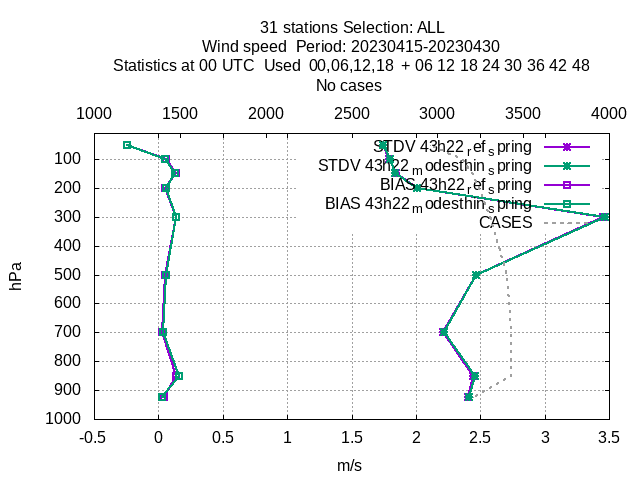 31 stations Selection: ALL
Wind speed  Period: 20230415-20230430
Statistics at 00 UTC  Used  00,06,12,18  + 06 12 18 24 30 36 42 48
No cases
1000 1500 2000 2500 3000 3500 4000
STDV 43h22_ref_spring
STDV 43h22_modesthin_spring
BIAS 43h22_ref_spring
BIAS 43h22_modesthin_spring
CASES
100
200
300
400
500
600
700
800
900
1000
hPa
-0.5 0 0.5 1 1.5 2 2.5 3 3.5
m/s